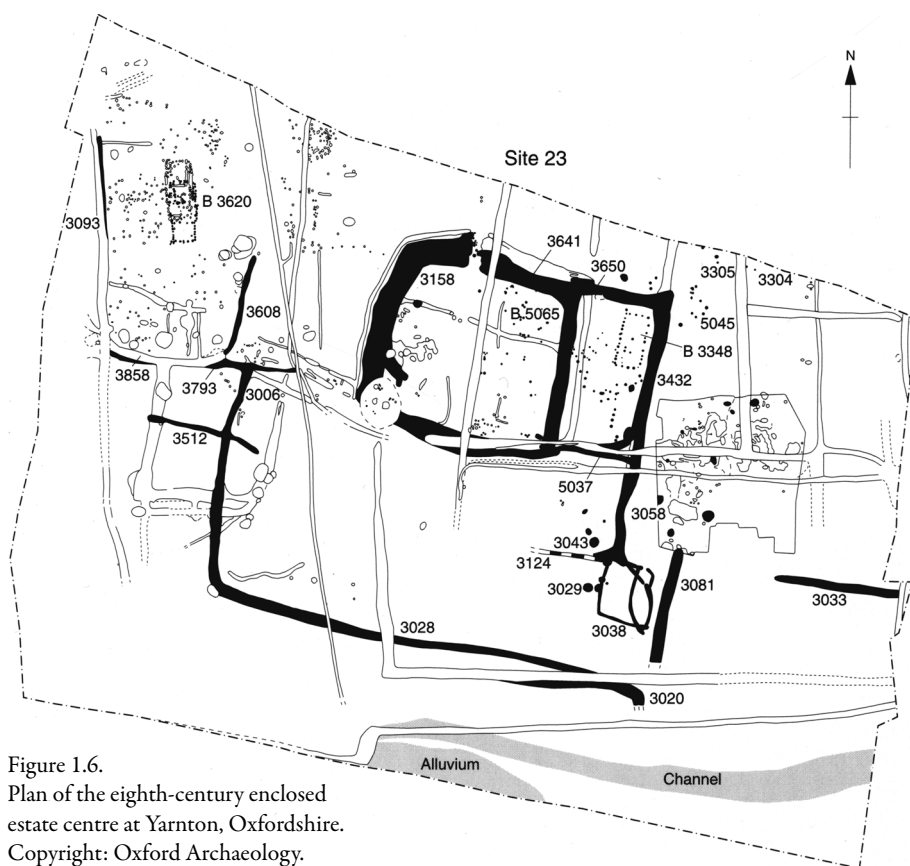 N
Site 23
B 3620
3093
3641
3158
3650
3305
3304
B 5065
5045
3608
B 3348
3858
3793
3006
3432
3512
5037
3058
3043
3124
3081
3029
3033
3038
3028
3020
Alluvium
Channel
Figure 1.6.
Plan of the eighth-century enclosed
estate centre at Yarnton, Oxfordshire.
Copyright: Oxford Archaeology.